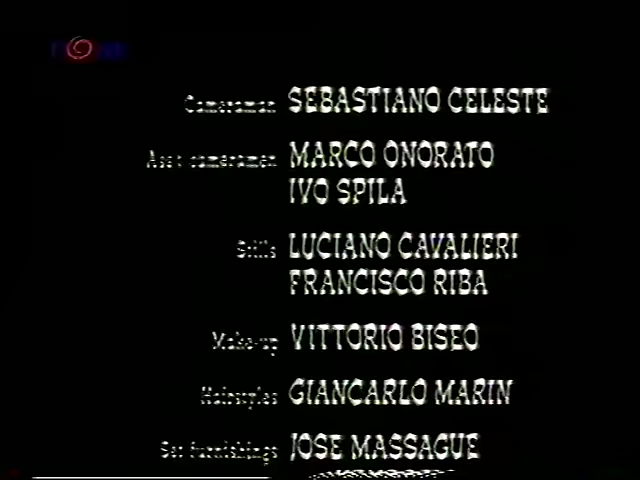 Cameraman SEBASTIANO CELESTE
Ass't cameramen MARCO ONORATO
IVO SPILA
Stills LUCIANO CAVALIERI
FRANCISCO RIBA
Make-up VITTORIO BISEO
Hairstyles GIANCARLO MARIN
Set furnishings JOSE MASSAGUE